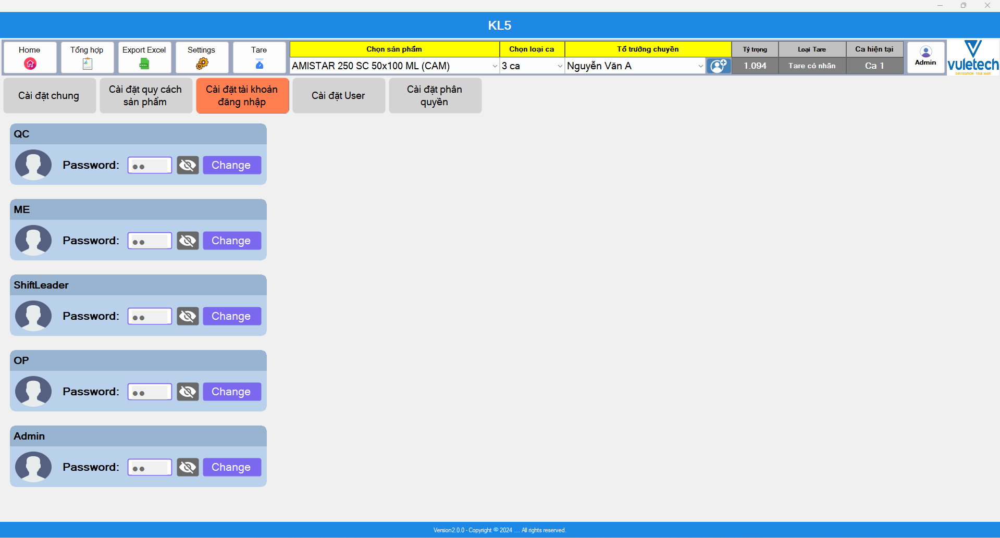 KL5
Home
Tổng hợp
Export Excel
Settings
Tare
Chọn sản phẩm
Chọn loại ca
Tổ trưởng chuyền
Tỷ trọng
Loại Tare
Ca hiện tại
AMISTAR 250 SC 50x100 ML (CAM)
3 ca
Nguyễn Văn A
1.094
Tare có nhãn
Ca 1
Admin
vuletech
OUR SOLUTION - YOUR VALUE
Cài đặt chung
Cài đặt quy cách
sản phẩm
Cài đặt tài khoản
đăng nhập
Cài đặt User
Cài đặt phân
quyền
QC
Password:
Change
ME
Password:
Change
ShiftLeader
Password:
Change
OP
Password:
Change
Admin
Password:
Change
Version2.0.0 - Copyright © 2024 .... All rights reserved.